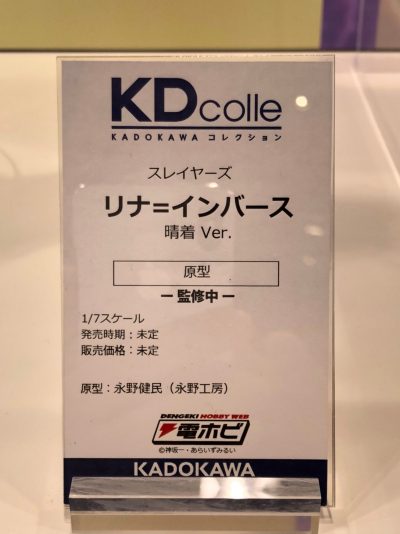 KDcolle
KADOKAWA コレクション
スレイヤーズ
リナ=インバース
晴着 Ver.
原型
ー 監修中 ー
1/7スケール
発売時期：未定
販売価格：未定
原型：永野健民（永野工房）
DENGEKI HOBBY WEB
電ホビ
©神坂一・あらいずみるい
KADOKAWA